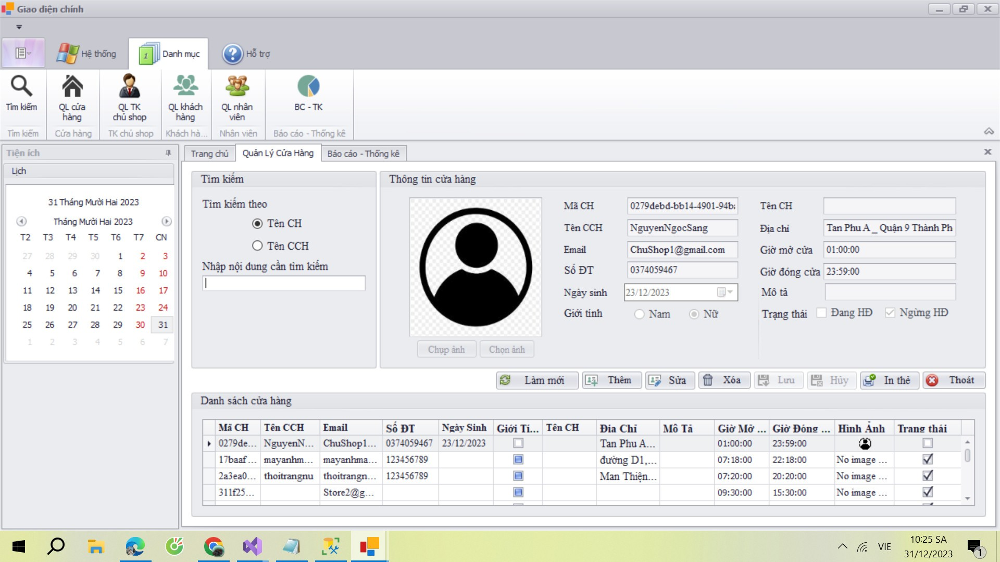 Giao diện chính
Hệ thống
1
Danh mục
Hỗ trợ
Tìm kiếm
QL cửa hàng
QL TK chủ shop
QL khách hàng
QL nhân viên
BC - TK
Tìm kiếm
Cửa hàng
TK chủ shop
Khách hà...
Nhân viên
Báo cáo - Thống kê
Tiện ích
Lịch
31 Tháng Mười Hai 2023
Tháng Mười Hai 2023
T2 T3 T4 T5 T6 T7 CN
27 28 29 30 1 2 3
4 5 6 7 8 9 10
11 12 13 14 15 16 17
18 19 20 21 22 23 24
25 26 27 28 29 30 31
1 2 3 4 5 6 7
Trang chủ
Quản Lý Cửa Hàng
Báo cáo - Thống kê
Tìm kiếm
Tìm kiếm theo
Tên CH
Tên CCH
Nhập nội dung cần tìm kiếm
Thông tin cửa hàng
Chụp ảnh
Chọn ảnh
Mã CH 0279debd-bb14-4901-94b
Tên CCH NguyenNgocSang
Email ChuShop1@gmail.com
Số ĐT 0374059467
Ngày sinh 23/12/2023
Giới tính Nam Nữ
Tên CH
Địa chỉ Tan Phu A _ Quận 9 Thành Ph
Giờ mở cửa 01:00:00
Giờ đóng cửa 23:59:00
Mô tả
Trạng thái Đang HĐ Ngừng HĐ
Làm mới
Thêm
Sửa
Xóa
Lưu
Hủy
In thẻ
Thoát
Danh sách cửa hàng
Mã CH Tên CCH Email Số ĐT Ngày Sinh Giới Tí... Tên CH Địa Chỉ Mô Tả Giờ Mở ... Giờ Đóng ... Hình Ảnh Trạng thái
0279de... NguyenN... ChuShop1... 0374059467 23/12/2023 Tan Phu A... 01:00:00 23:59:00
17baaf... mayanhm... mayanhma... 123456789 đường D1,... 07:18:00 22:18:00 No image ...
2a3ea0... thoitrangnu thoitrangn... 123456789 Man Thiện... 07:20:00 20:20:00 No image ...
311f25... Store2@g... 09:30:00 15:30:00 No image ...
VIE
10:25 SA
31/12/2023
1